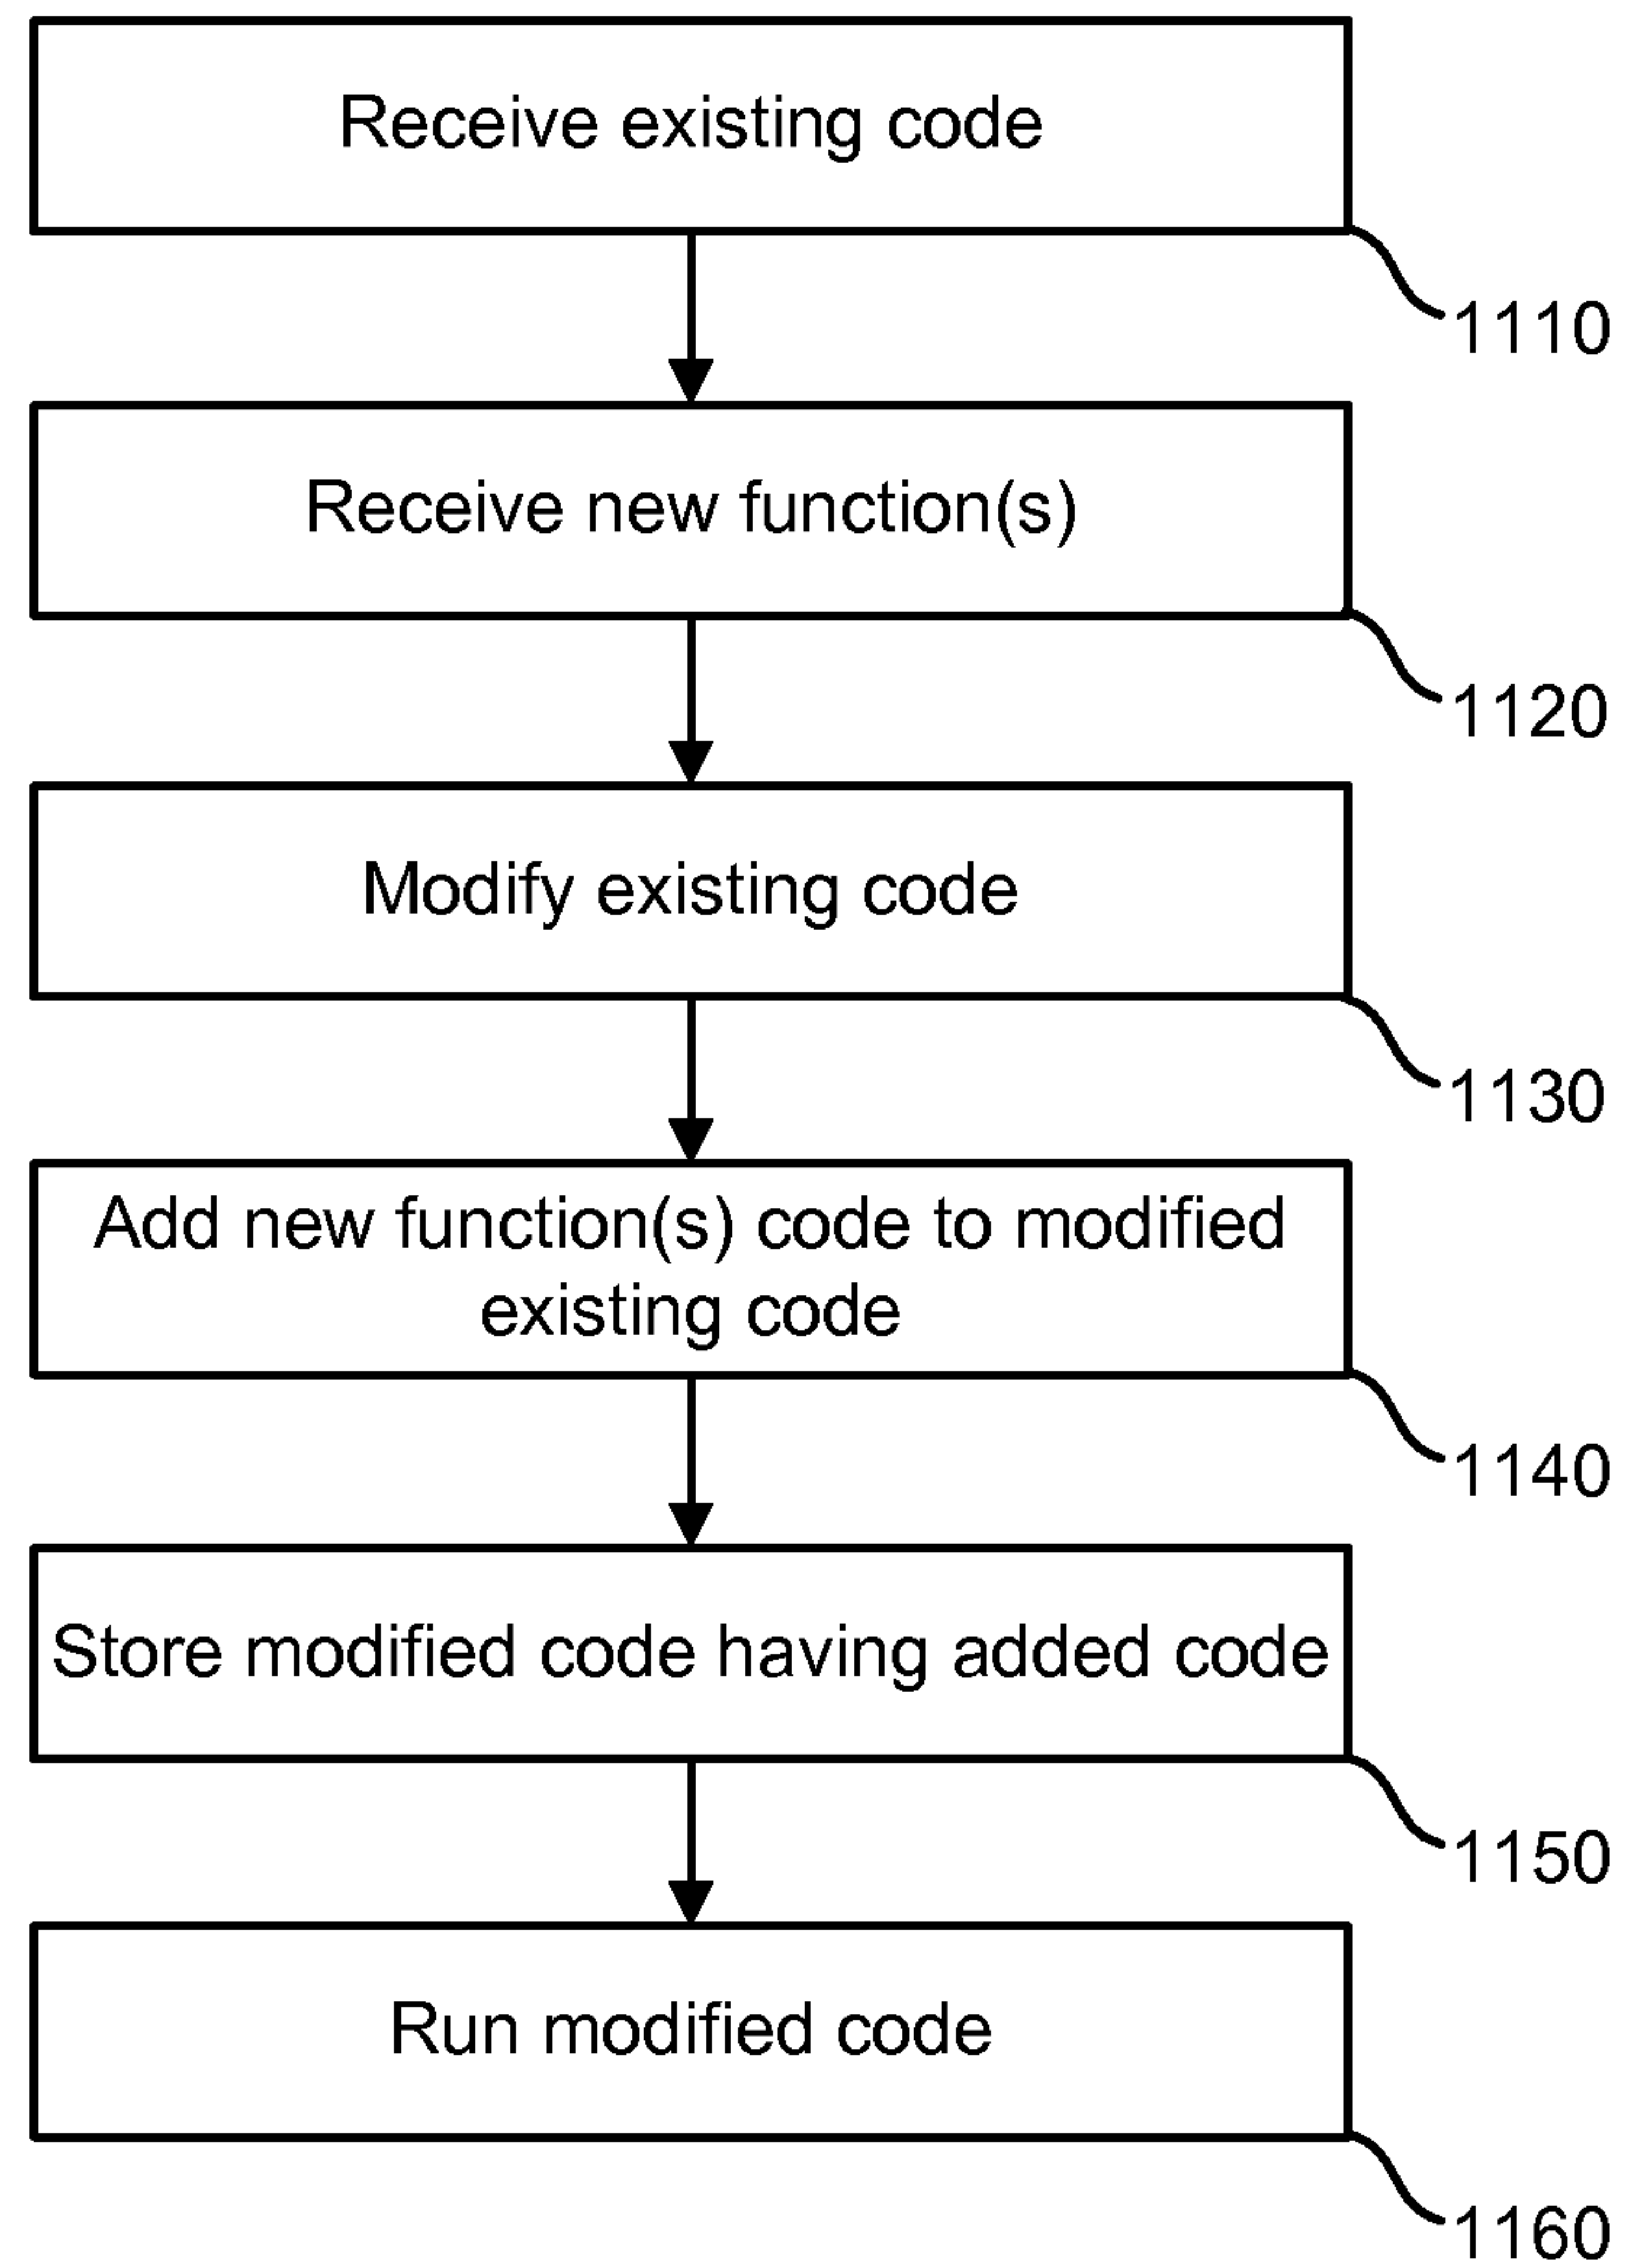 Receive existing code
1110
Receive new function(s)
1120
Modify existing code
1130
Add new function(s) code to modified
existing code
1140
Store modified code having added code
1150
Run modified code
1160